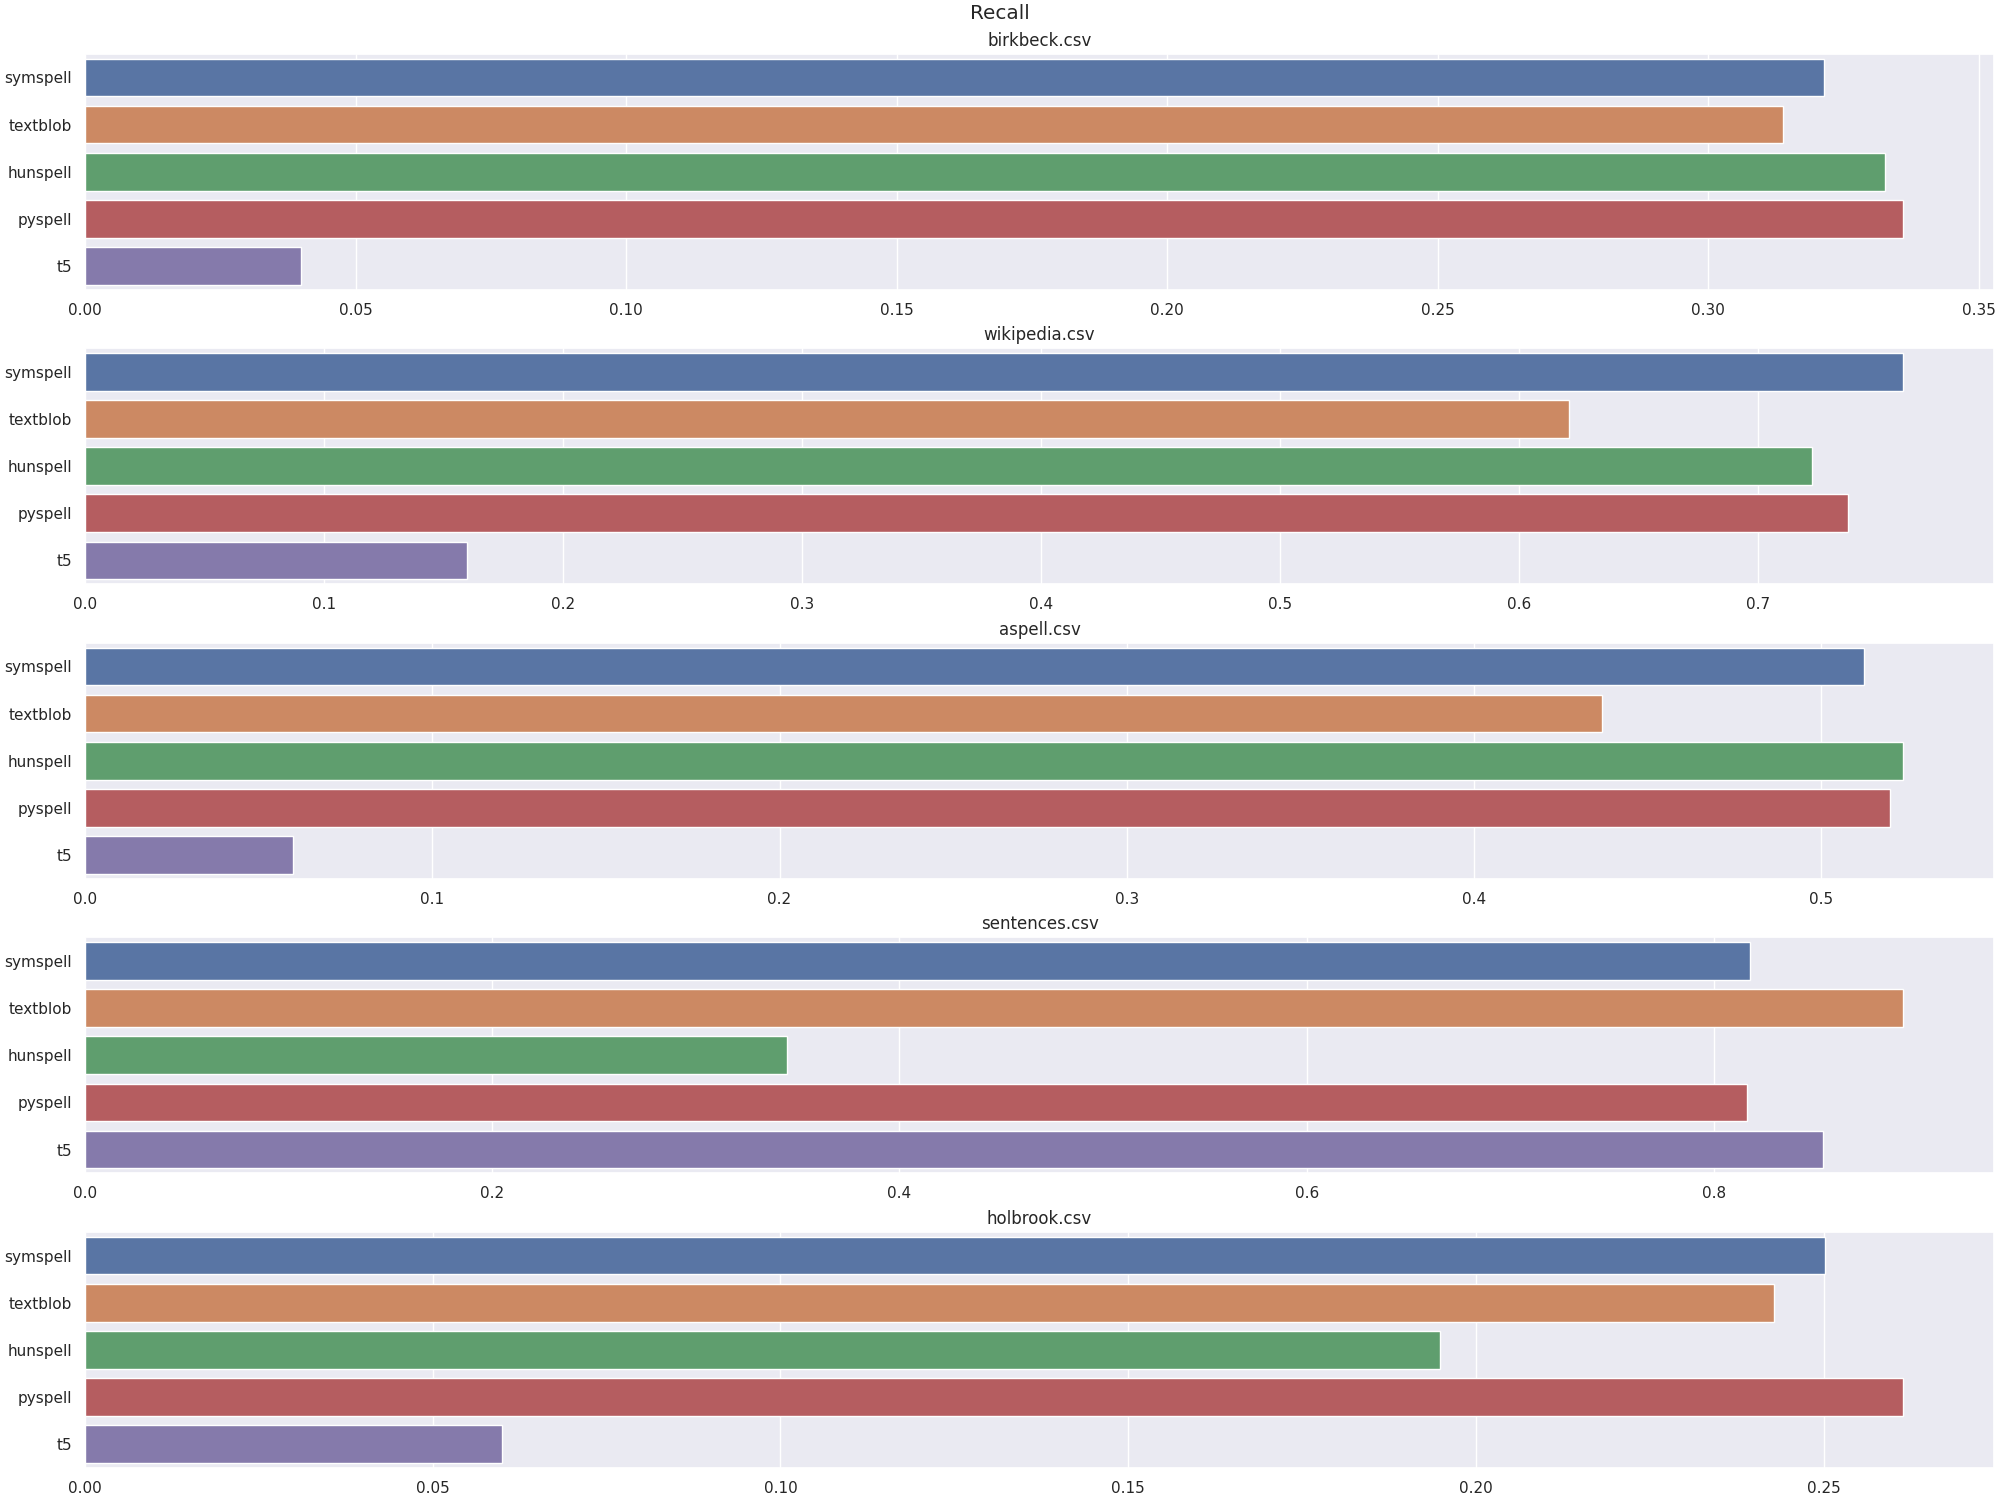 Recall
birkbeck.csv
symspell
textblob
hunspell
pyspell
t5
0.00 0.05 0.10 0.15 0.20 0.25 0.30 0.35
wikipedia.csv
symspell
textblob
hunspell
pyspell
t5
0.0 0.1 0.2 0.3 0.4 0.5 0.6 0.7
aspell.csv
symspell
textblob
hunspell
pyspell
t5
0.0 0.1 0.2 0.3 0.4 0.5
sentences.csv
symspell
textblob
hunspell
pyspell
t5
0.0 0.2 0.4 0.6 0.8
holbrook.csv
symspell
textblob
hunspell
pyspell
t5
0.00 0.05 0.10 0.15 0.20 0.25